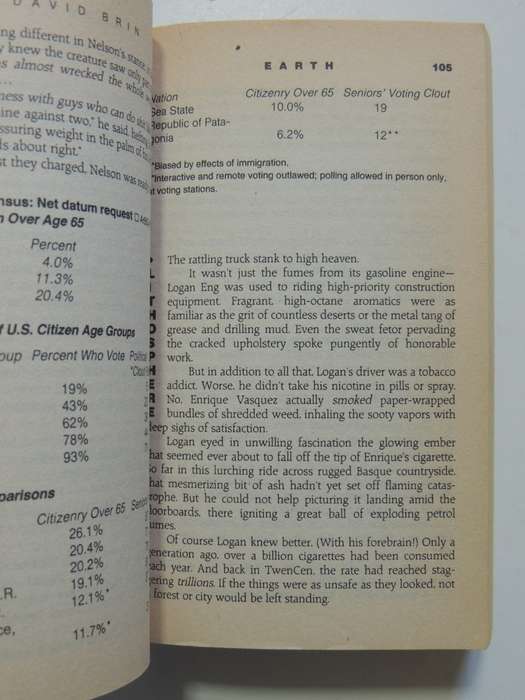 DAVID BRIN
ng different in Nelson's stance,
knew the creature saw only
s almost wrecked the whole
ness with guys who can do
ine against two," he said,
ssuring weight in the palm of
s about right."
t they charged, Nelson was
nsus: Net datum request
n Over Age 65
Percent
4.0%
11.3%
20.4%
f U.S. Citizen Age Groups
oup Percent Who Vote
19%
43%
62%
78%
93%
parisons
Citizenry Over 65
26.1%
20.4%
20.2%
19.1%
.R. 12.1%*
ce, 11.7%*
EARTH 105
Nation Citizenry Over 65 Seniors' Voting Clout
Sea State 10.0% 19
Republic of Pata-
gonia 6.2% 12**
*Biased by effects of immigration.
*Interactive and remote voting outlawed; polling allowed in person only,
at voting stations.
LITHOSPHERE
The rattling truck stank to high heaven.
It wasn't just the fumes from its gasoline engine—
Logan Eng was used to riding high-priority construction
equipment. Fragrant, high-octane aromatics were as
familiar as the grit of countless deserts or the metal tang of
grease and drilling mud. Even the sweat fetor pervading
the cracked upholstery spoke pungently of honorable
work.
But in addition to all that, Logan's driver was a tobacco
addict. Worse, he didn't take his nicotine in pills or spray.
No, Enrique Vasquez actually smoked paper-wrapped
bundles of shredded weed, inhaling the sooty vapors with
deep sighs of satisfaction.
Logan eyed in unwilling fascination the glowing ember
that seemed ever about to fall off the tip of Enrique's cigarette.
So far in this lurching ride across rugged Basque countryside,
that mesmerizing bit of ash hadn't yet set off flaming catas-
trophe. But he could not help picturing it landing amid the
floorboards, there igniting a great ball of exploding petrol
fumes.
Of course Logan knew better. (With his forebrain!) Only a
generation ago, over a billion cigarettes had been consumed
each year. And back in TwenCen, the rate had reached stag-
gering trillions. If the things were as unsafe as they looked, not
a forest or city would be left standing.